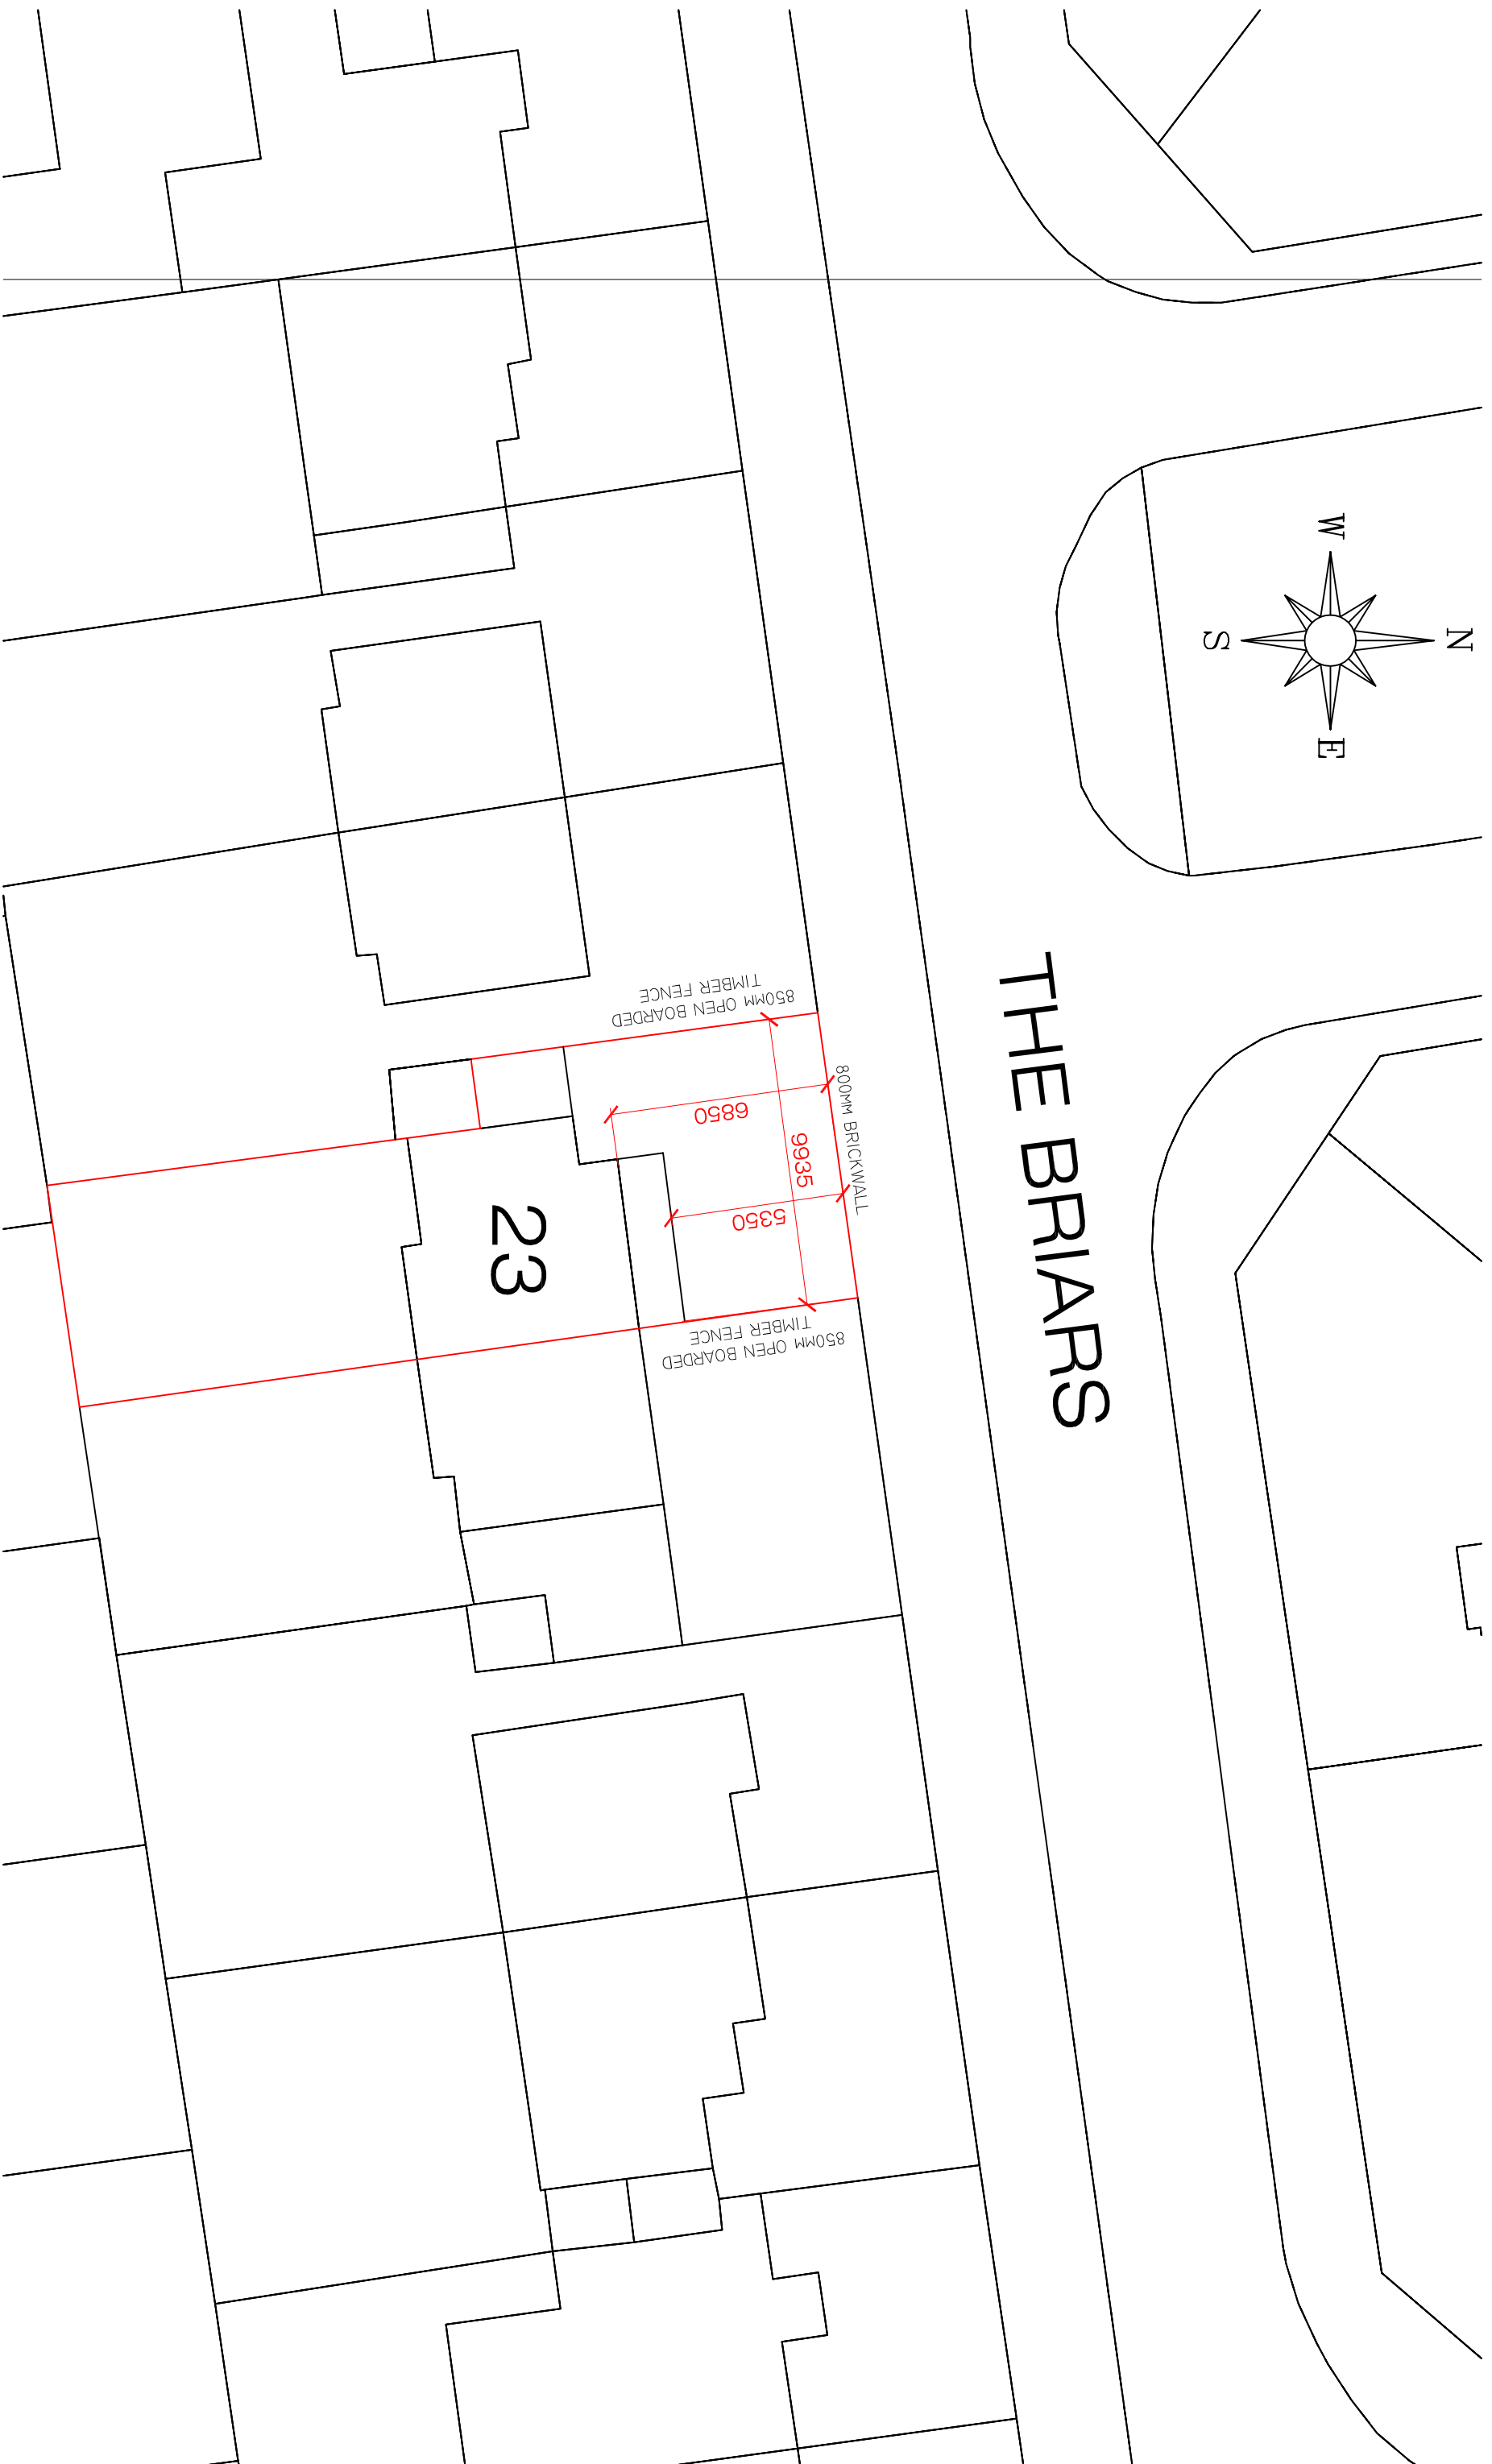 W
N
S
E
THE BRIARS
850mm OPEN BOARDED
TIMBER FENCE
800MM BRICKWALL
6850
9935
5350
23
850mm OPEN BOARDED
TIMBER FENCE